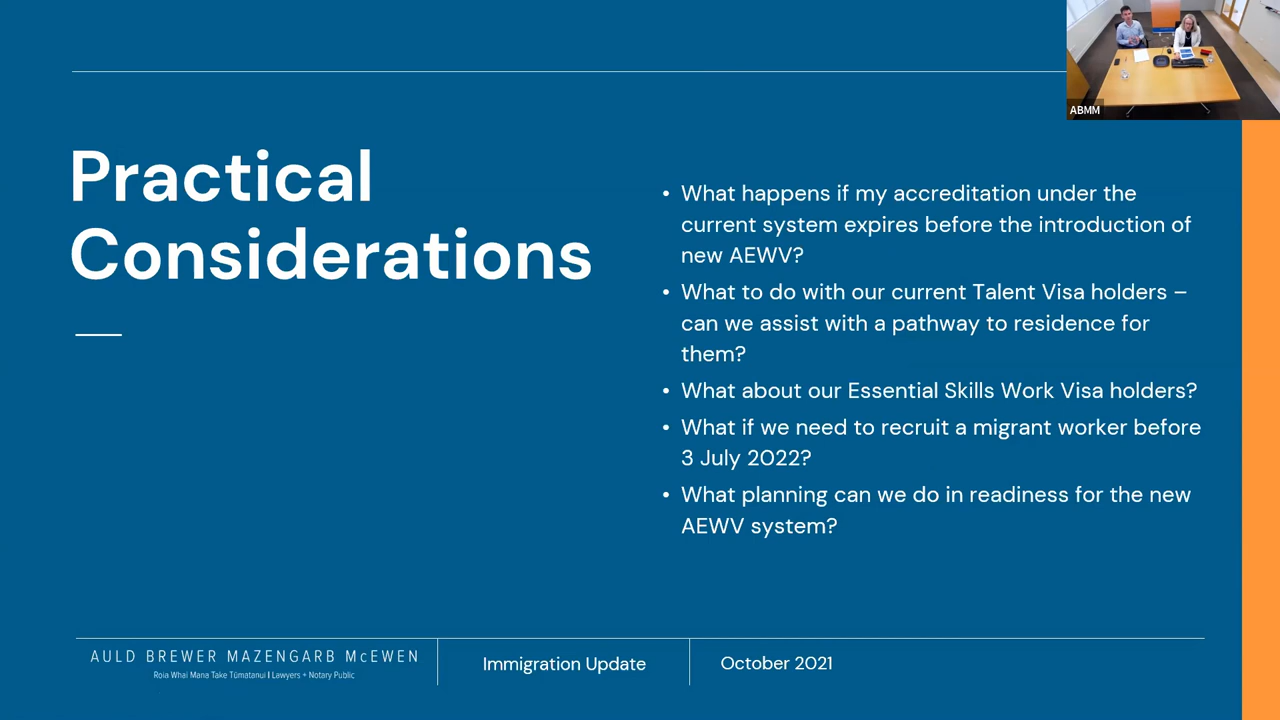 ABMM
Practical
Considerations
• What happens if my accreditation under the
current system expires before the introduction of
new AEWV?
• What to do with our current Talent Visa holders –
can we assist with a pathway to residence for
them?
• What about our Essential Skills Work Visa holders?
• What if we need to recruit a migrant worker before
3 July 2022?
• What planning can we do in readiness for the new
AEWV system?
AULD BREWER MAZENGARB McEWEN
Roia Whai Mana Take Tūmatanui | Lawyers + Notary Public
Immigration Update
October 2021